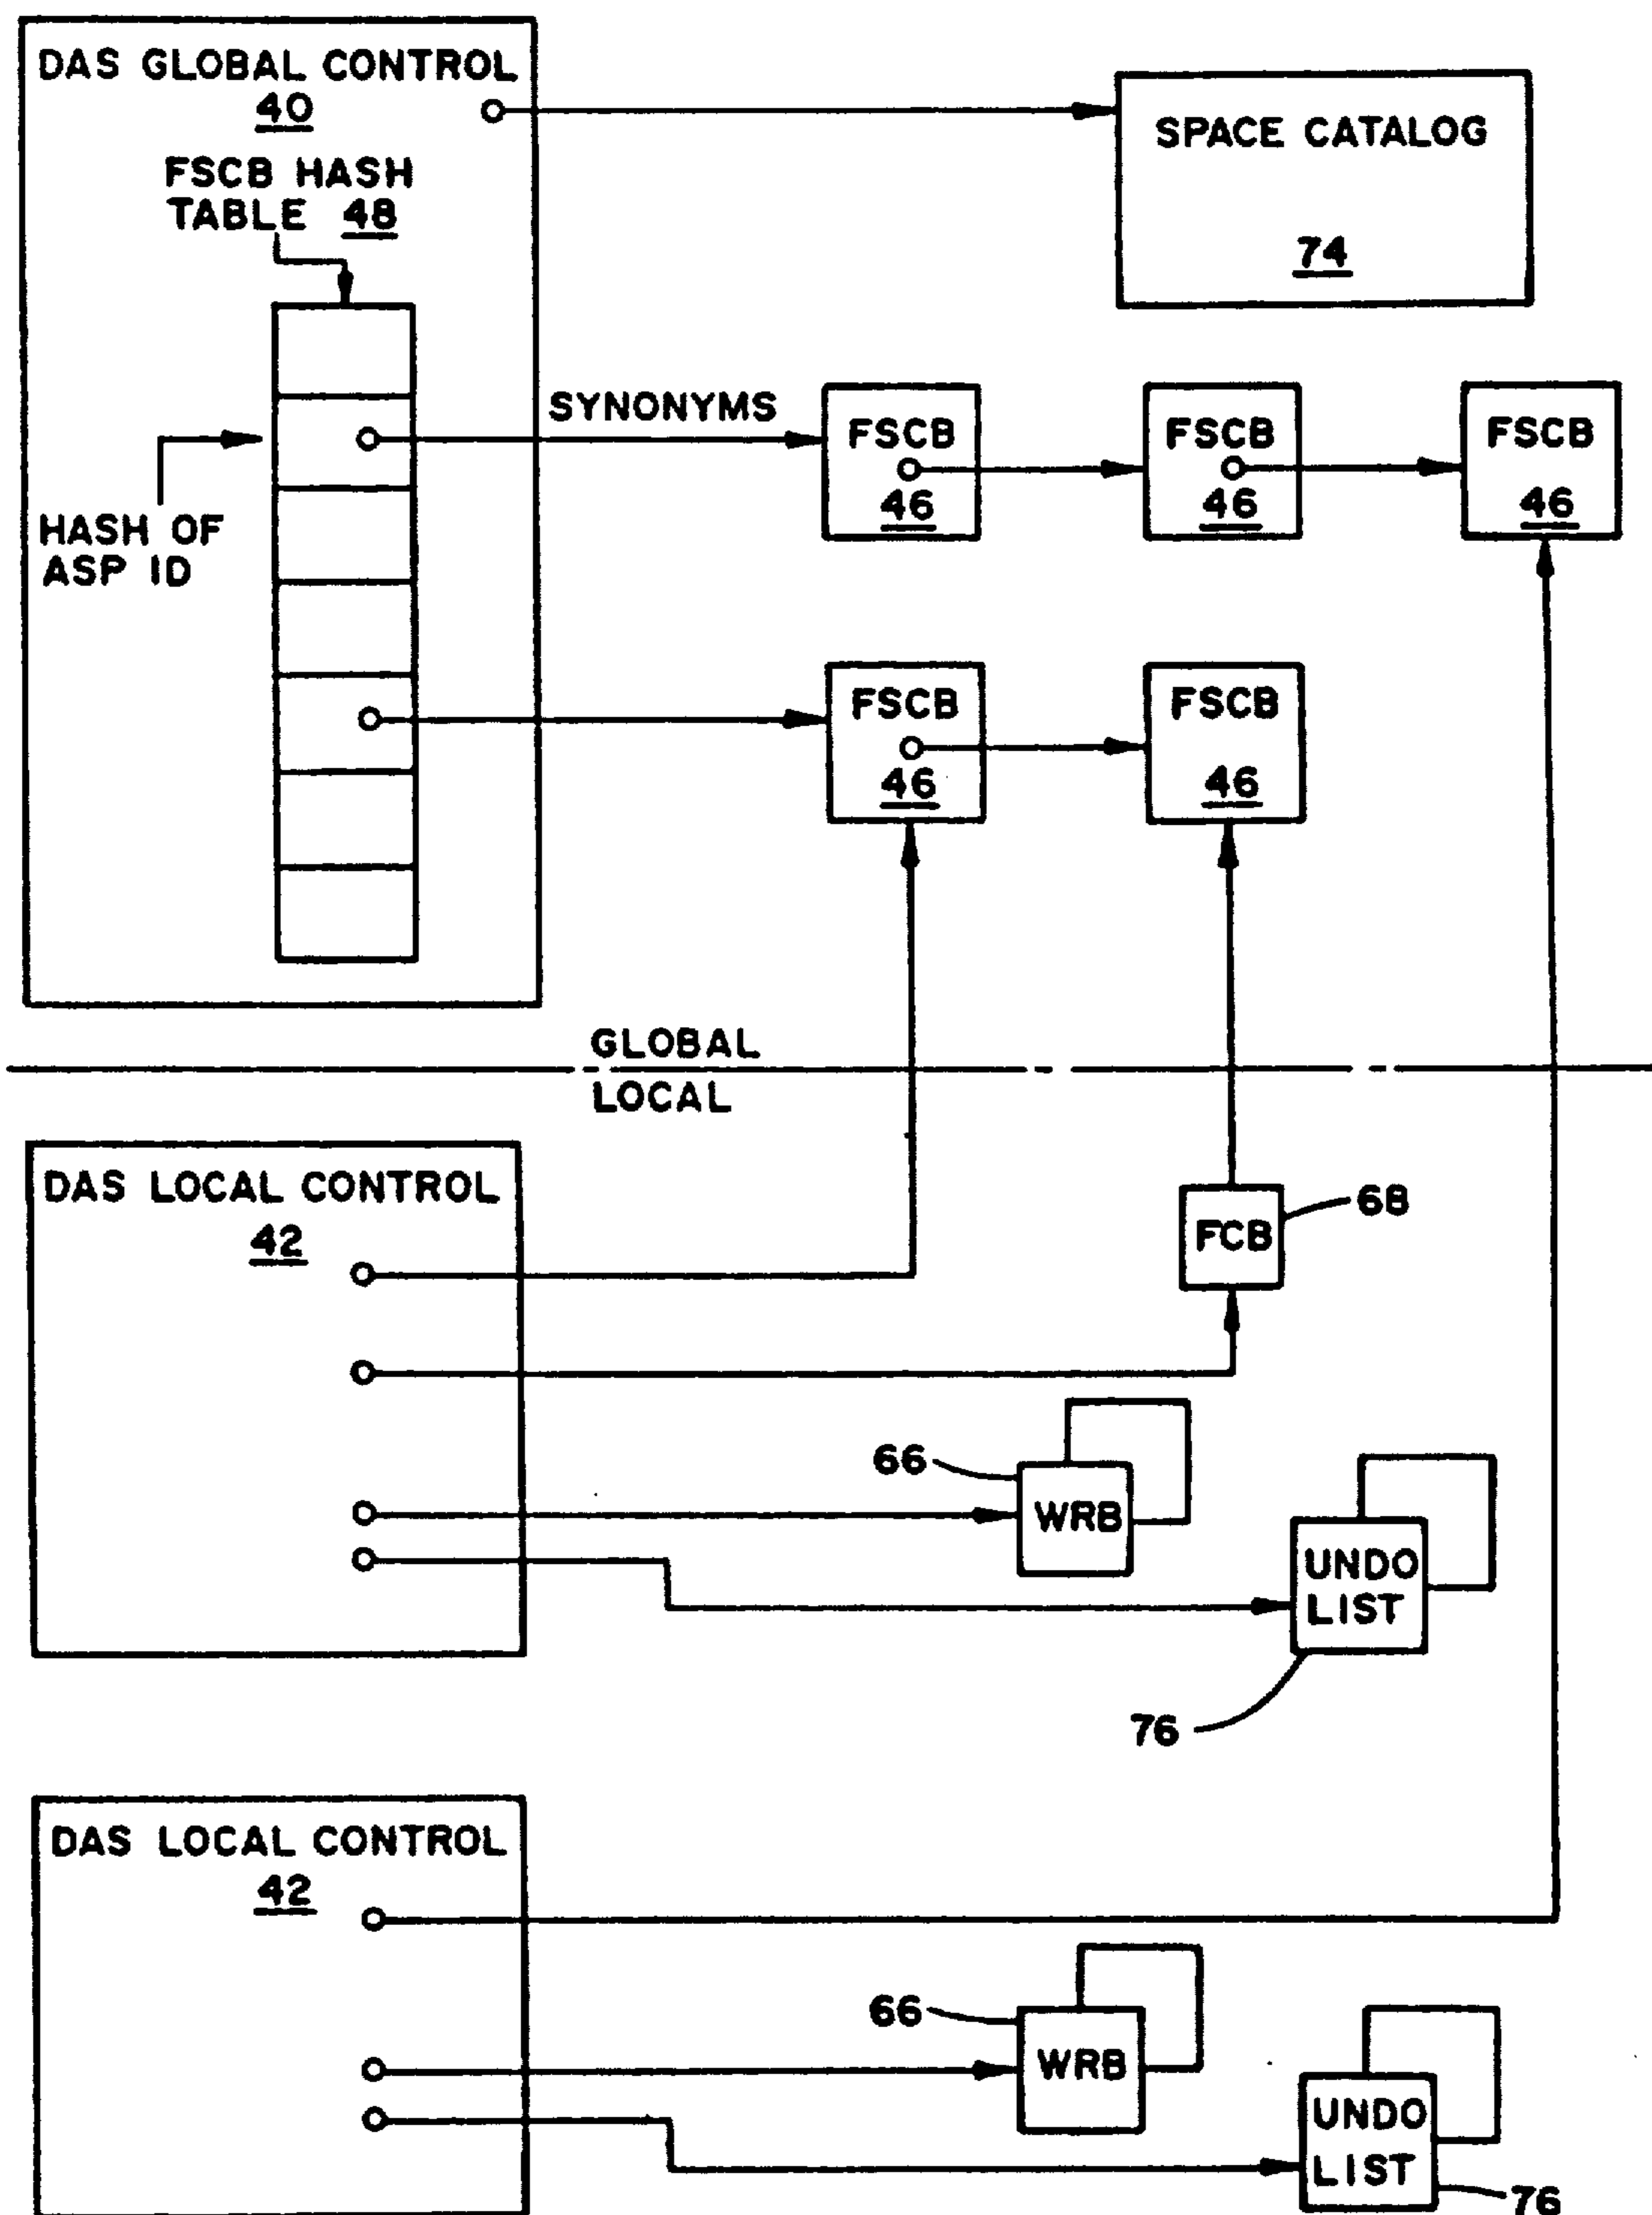 DAS GLOBAL CONTROL
40
FSCB HASH
TABLE 48
HASH OF
ASP ID
SPACE CATALOG
74
SYNONYMS
FSCB
46
FSCB
46
FSCB
46
FSCB
46
FSCB
46
GLOBAL
LOCAL
DAS LOCAL CONTROL
42
FCB
68
66
WRB
UNDO
LIST
76
DAS LOCAL CONTROL
42
66
WRB
UNDO
LIST
76